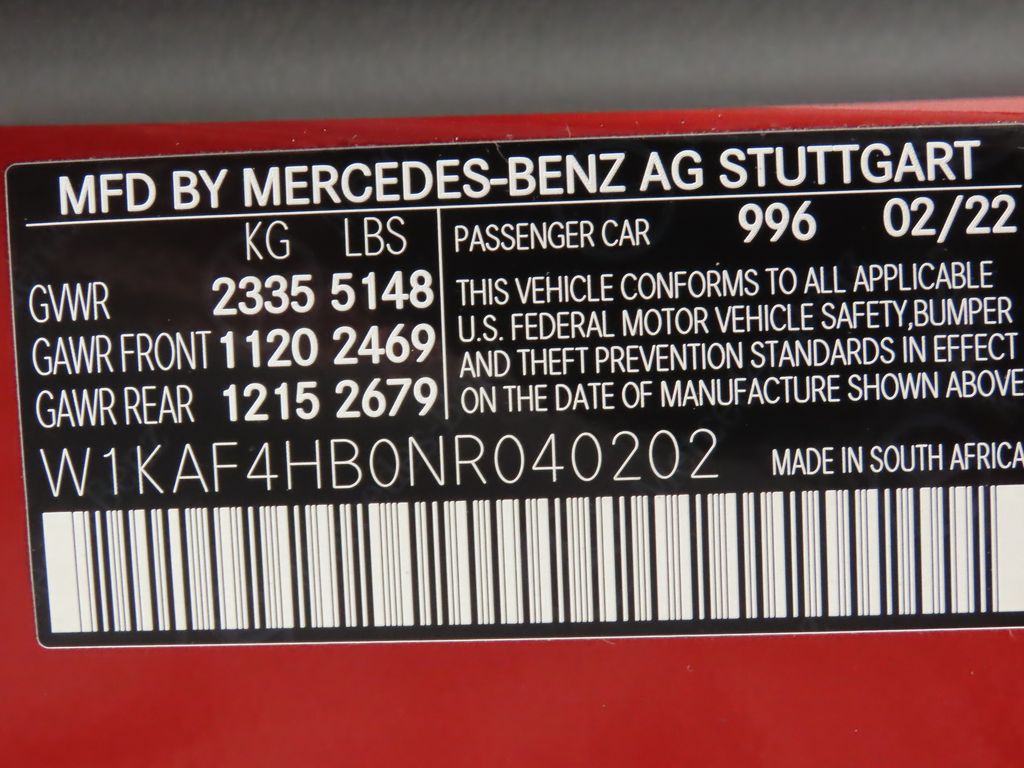 MFD BY MERCEDES-BENZ AG STUTTGART
KG LBS
GVWR 2335 5148
GAWR FRONT 1120 2469
GAWR REAR 1215 2679
PASSENGER CAR 996 02/22
THIS VEHICLE CONFORMS TO ALL APPLICABLE
U.S. FEDERAL MOTOR VEHICLE SAFETY,BUMPER
AND THEFT PREVENTION STANDARDS IN EFFECT
ON THE DATE OF MANUFACTURE SHOWN ABOVE
W1KAF4HB0NR040202
MADE IN SOUTH AFRICA